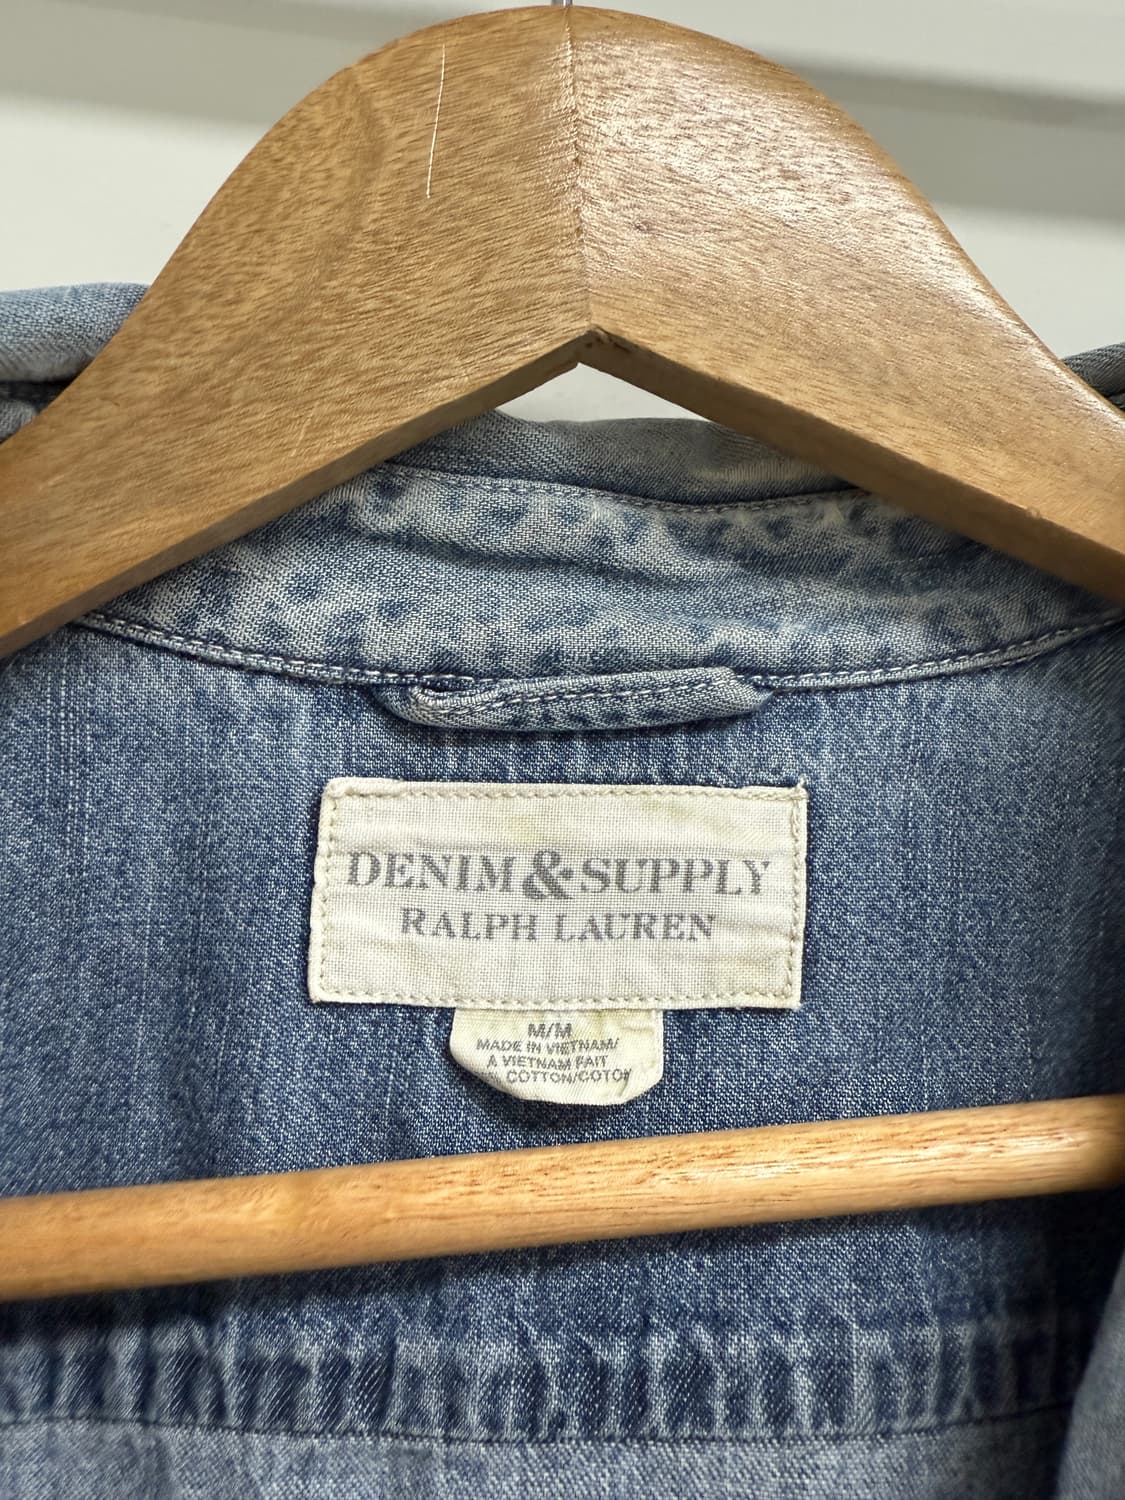 DENIM & SUPPLY
RALPH LAUREN
M/M
MADE IN VIETNAM/
À VIETNAM FAIT
COTTON/COTON